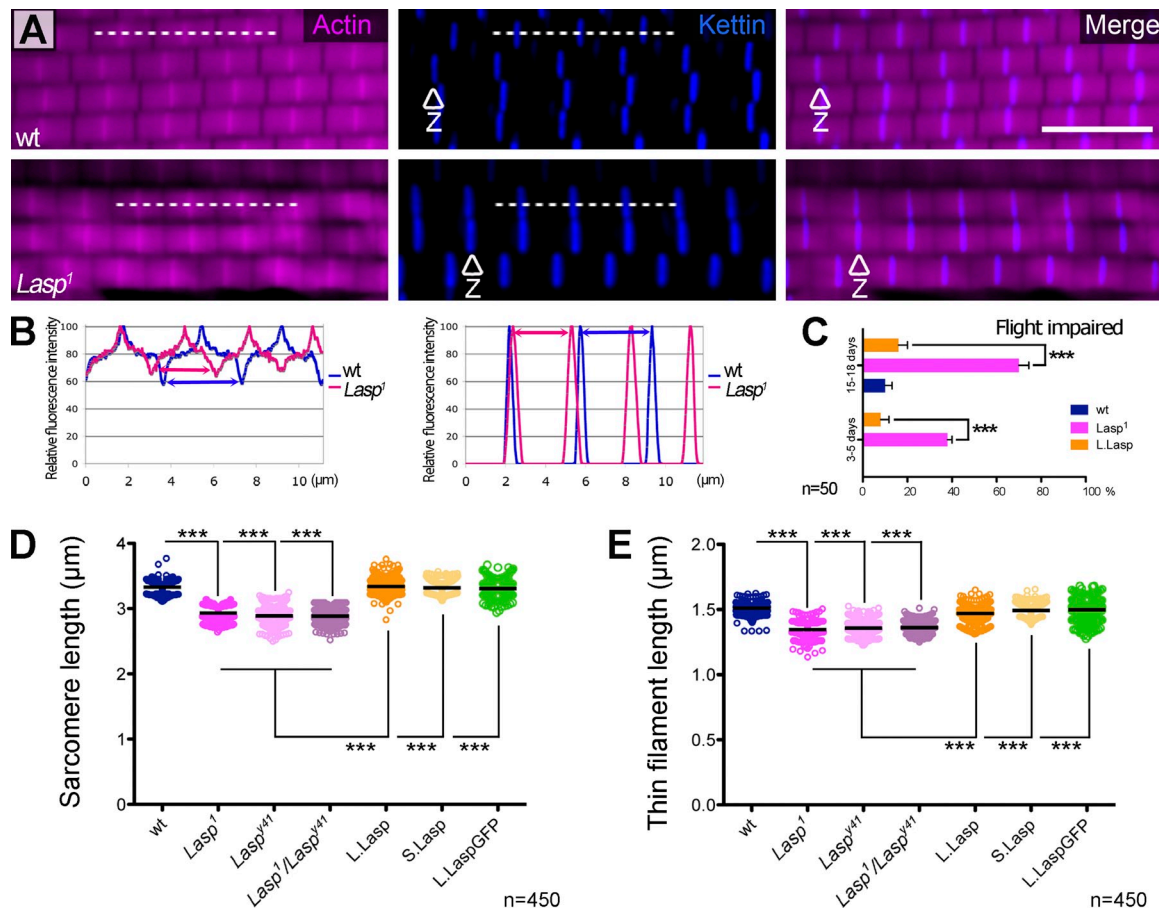 A
Actin
Kettin
Merge
wt
Z
Z
Lasp¹
Z
Z
B
Relative fluorescence intensity
100
80
60
40
20
0
0 2 4 6 8 10 (µm)
wt
Lasp¹
Relative fluorescence intensity
100
80
60
40
20
0
0 2 4 6 8 10 (µm)
wt
Lasp¹
C
Flight impaired
15-18 days
3-5 days
***
***
wt
Lasp¹
L.Lasp
n=50
0 20 40 60 80 100 %
D
Sarcomere length (µm)
4
3
2
1
0
*** *** ***
*** *** ***
wt Lasp¹ Laspʸ⁴¹ Lasp¹/Laspʸ⁴¹ L.Lasp S.Lasp L.LaspGFP
n=450
E
Thin filament length (µm)
2.0
1.5
1.0
0.5
0.0
*** *** ***
*** *** ***
wt Lasp¹ Laspʸ⁴¹ Lasp¹/Laspʸ⁴¹ L.Lasp S.Lasp L.LaspGFP
n=450